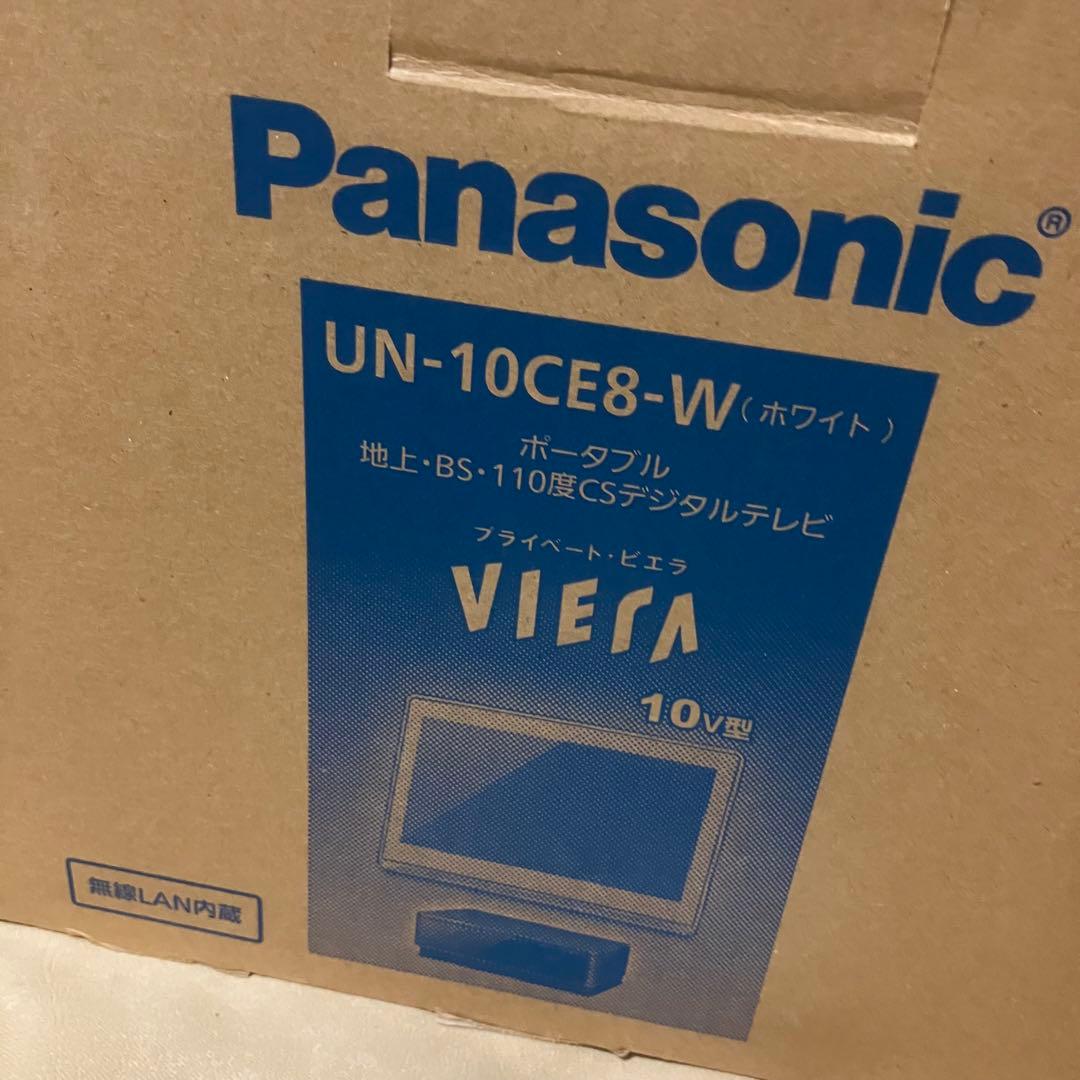 Panasonic®
UN-10CE8-W(ホワイト)
ポータブル
地上・BS・110度CSデジタルテレビ
プライベート・ビエラ
VIERA
10V型
無線LAN内蔵